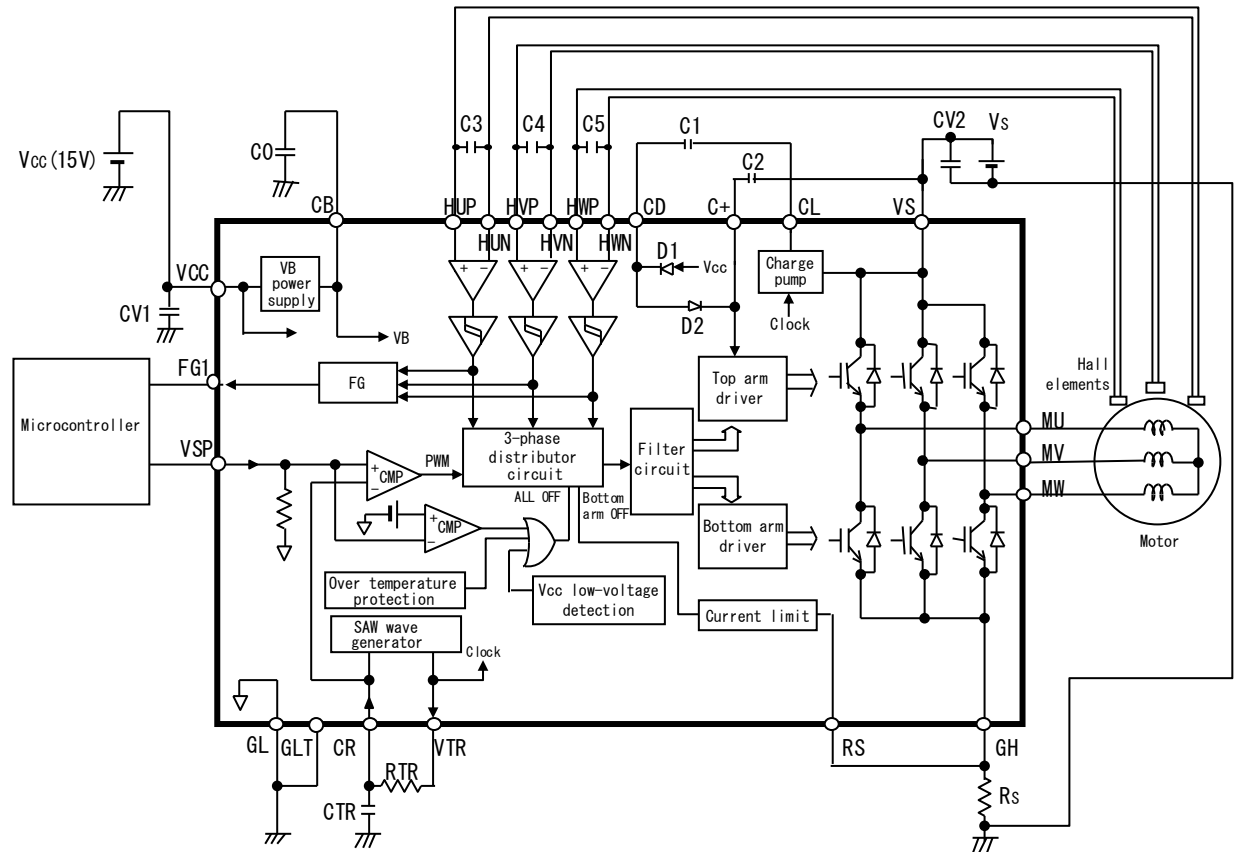 C3
C4
C5
C1
CV2
VS
VCC (15V)
C0
C2
CB
HUP
HVP
HWP
CD
C+
CL
VS
HUN
HVN
HWN
VCC
VB
power
supply
+ −
+ −
+ −
D1
Vcc
Charge
pump
CV1
VB
D2
Clock
FG1
FG
Top arm
driver
Hall
elements
Microcontroller
3-phase
distributor
circuit
Filter
circuit
MU
VSP
+
−
CMP
PWM
MV
ALL OFF
Bottom
arm OFF
MW
+
−
CMP
Bottom arm
driver
Motor
Over temperature
protection
Vcc low-voltage
detection
Current limit
SAW wave
generator
Clock
GL
GLT
CR
VTR
RS
GH
RTR
CTR
RS